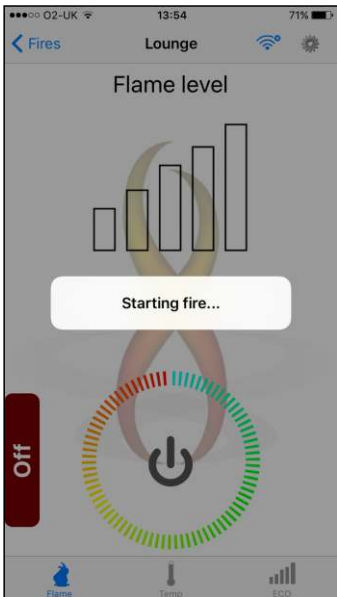 O2-UK 13:54 71%
Fires Lounge
Flame level
Starting fire...
Off
Flame Temp ECO